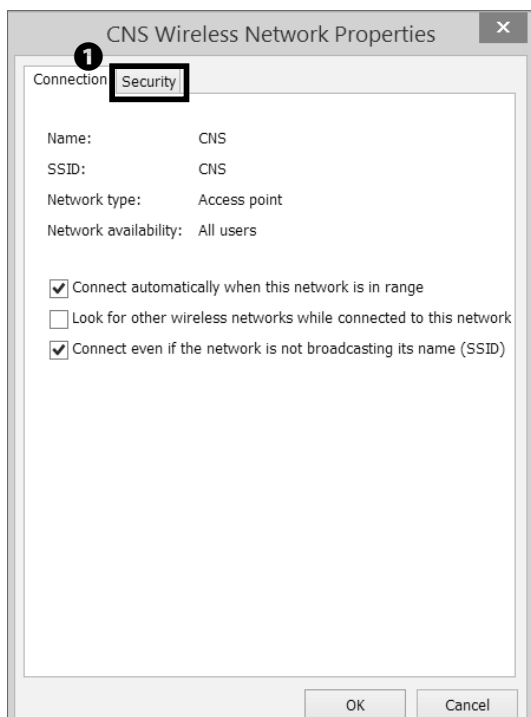 CNS Wireless Network Properties
×
❶
Connection Security
Name: CNS
SSID: CNS
Network type: Access point
Network availability: All users
Connect automatically when this network is in range
Look for other wireless networks while connected to this network
Connect even if the network is not broadcasting its name (SSID)
OK Cancel